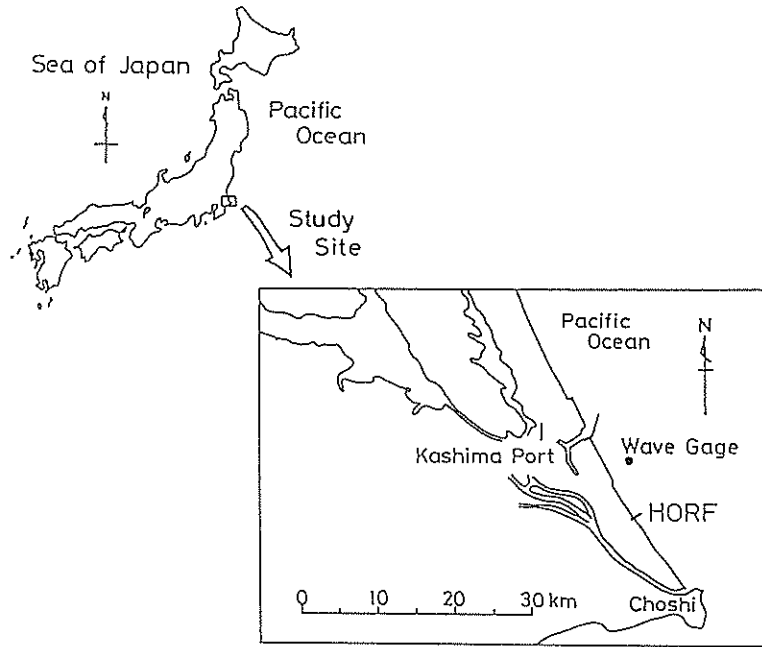 Sea of Japan
N
Pacific
Ocean
Study
Site
Pacific
Ocean
N
Kashima Port
Wave Gage
HORF
Choshi
0 10 20 30 km